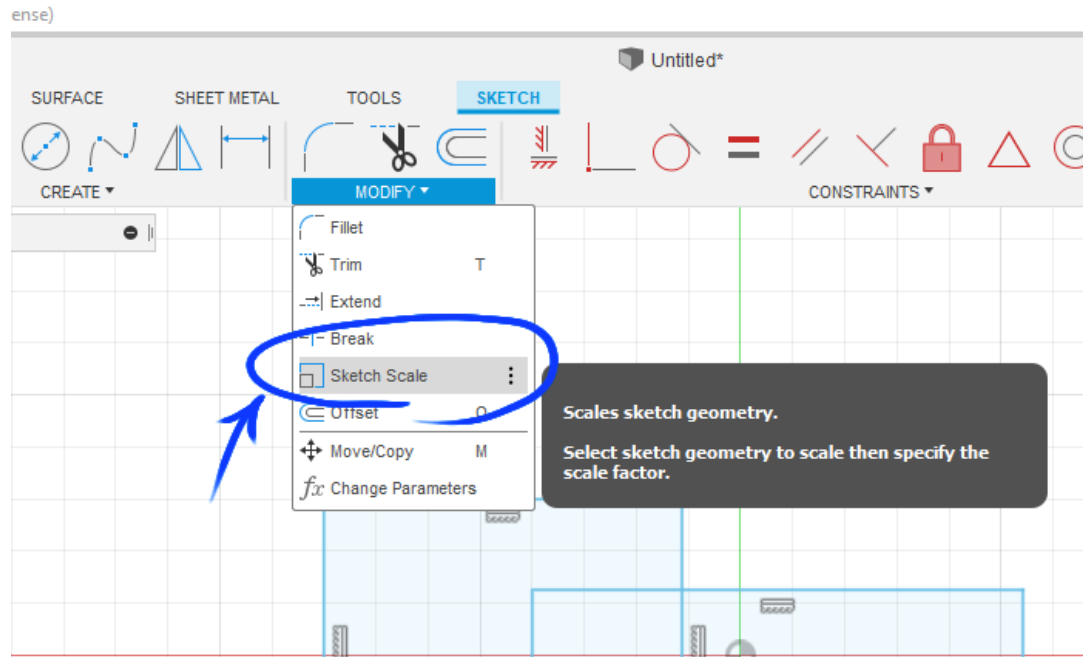 ense)
Untitled*
SURFACE SHEET METAL TOOLS SKETCH
CREATE MODIFY CONSTRAINTS
Fillet
Trim T
Extend
Break
Sketch Scale
Offset O
Move/Copy M
fx Change Parameters
Scales sketch geometry.
Select sketch geometry to scale then specify the
scale factor.